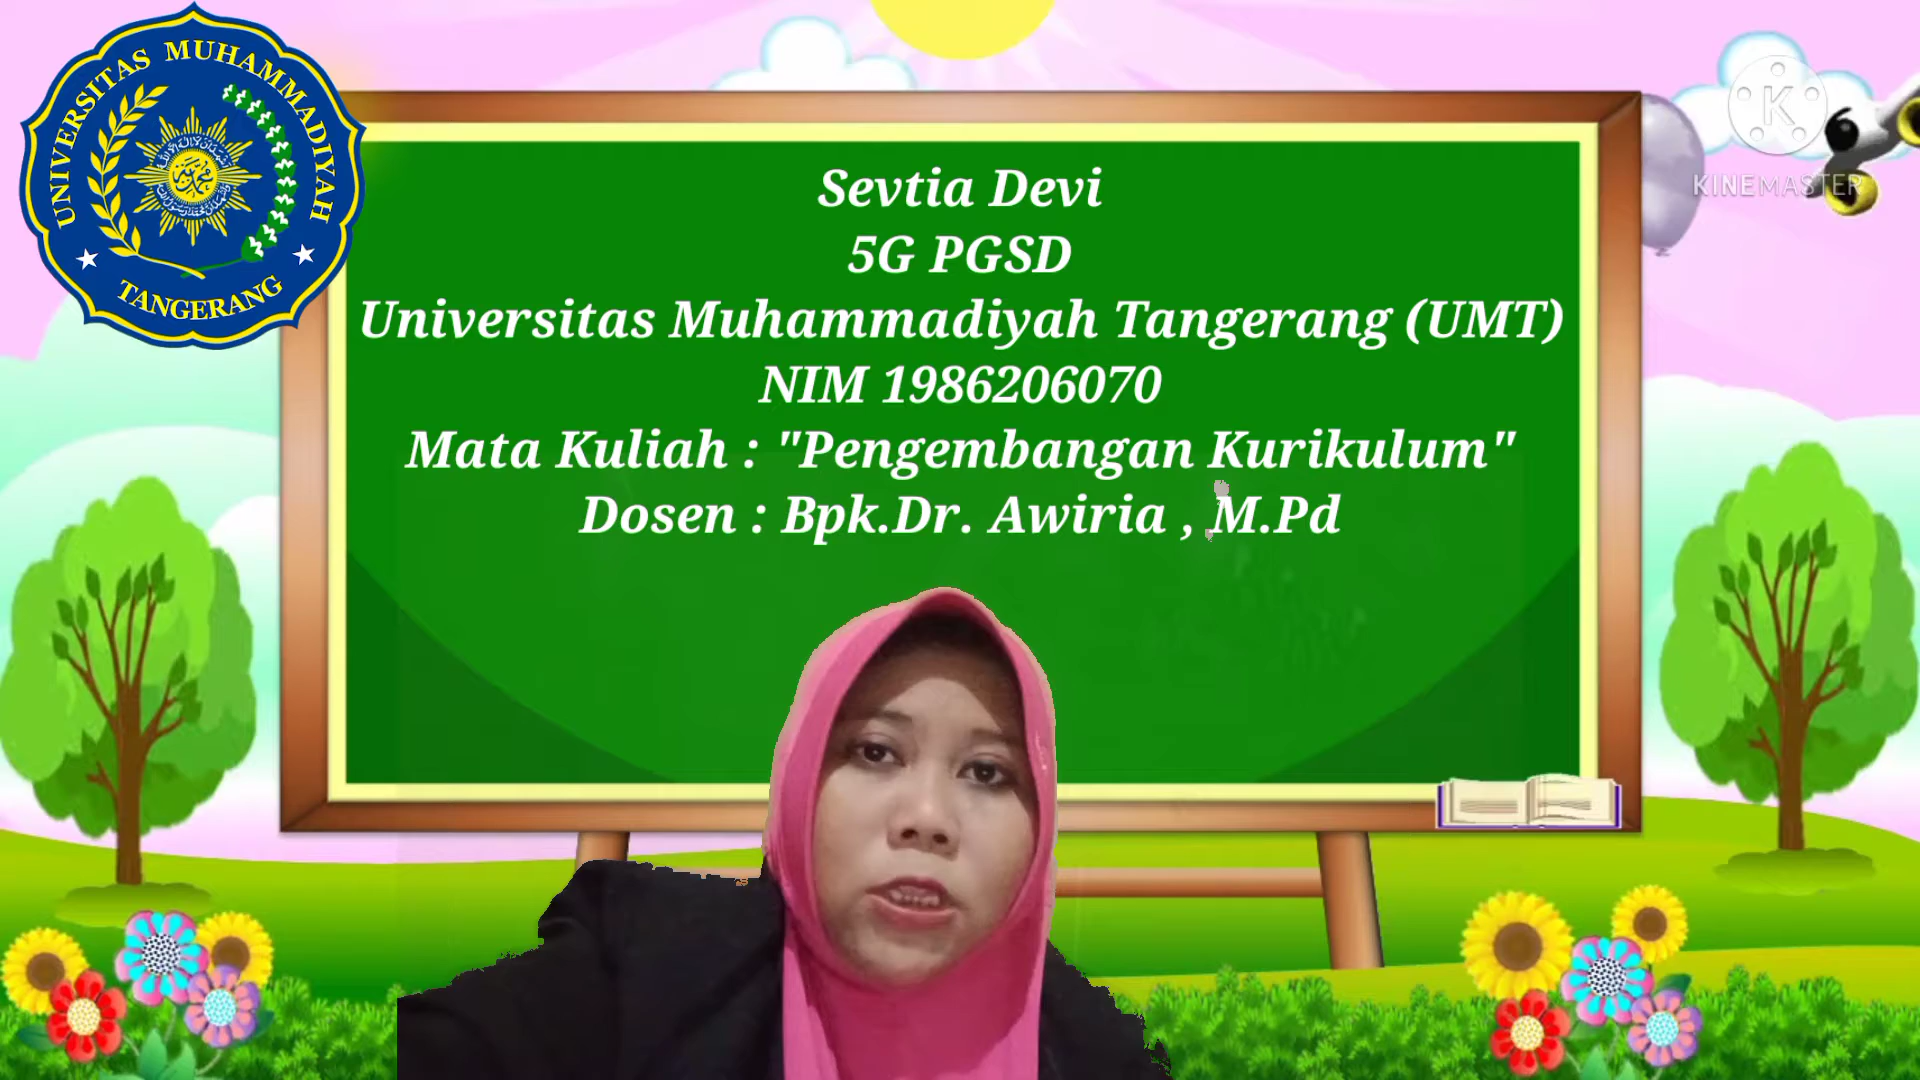 UNIVERSITAS MUHAMMADIYAH
TANGERANG
KINEMASTER
Sevtia Devi
5G PGSD
Universitas Muhammadiyah Tangerang (UMT)
NIM 1986206070
Mata Kuliah : "Pengembangan Kurikulum"
Dosen : Bpk.Dr. Awiria , M.Pd